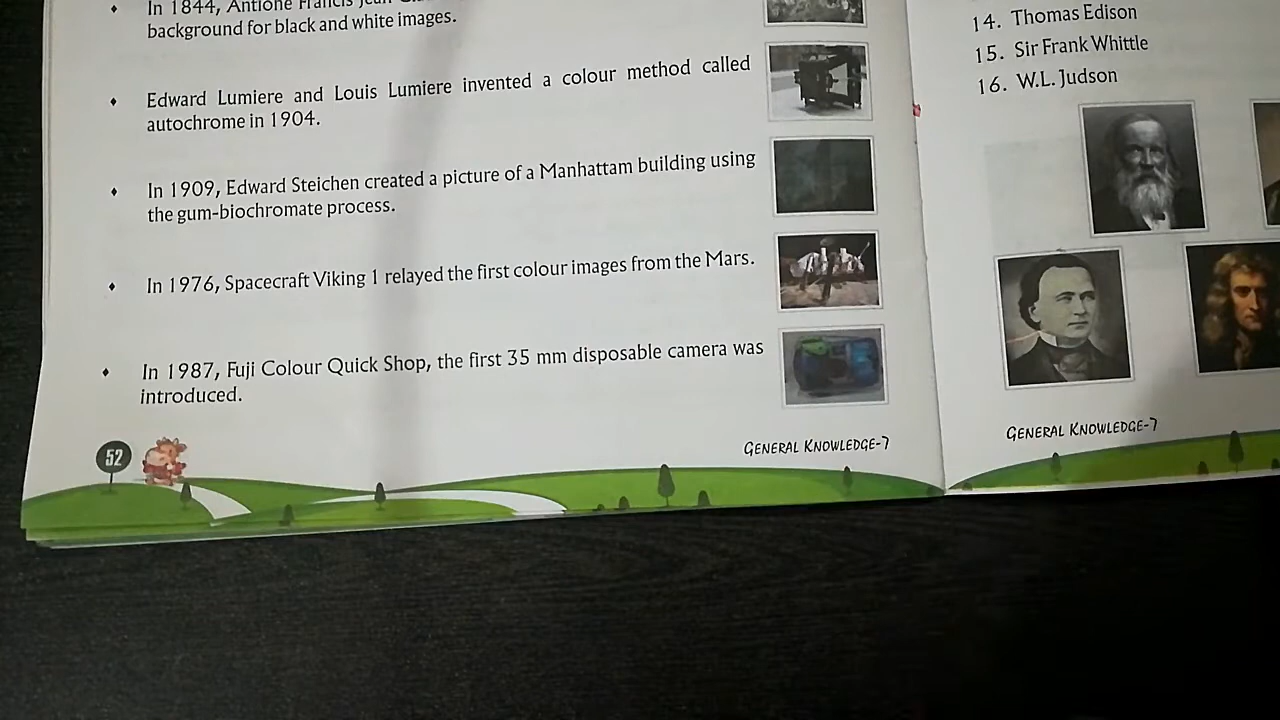 In 1844, Antione Francis Jean
background for black and white images.
Edward Lumiere and Louis Lumiere invented a colour method called
autochrome in 1904.
In 1909, Edward Steichen created a picture of a Manhattam building using
the gum-biochromate process.
In 1976, Spacecraft Viking 1 relayed the first colour images from the Mars.
In 1987, Fuji Colour Quick Shop, the first 35 mm disposable camera was
introduced.
52
GENERAL KNOWLEDGE-7
14. Thomas Edison
15. Sir Frank Whittle
16. W.L. Judson
GENERAL KNOWLEDGE-7